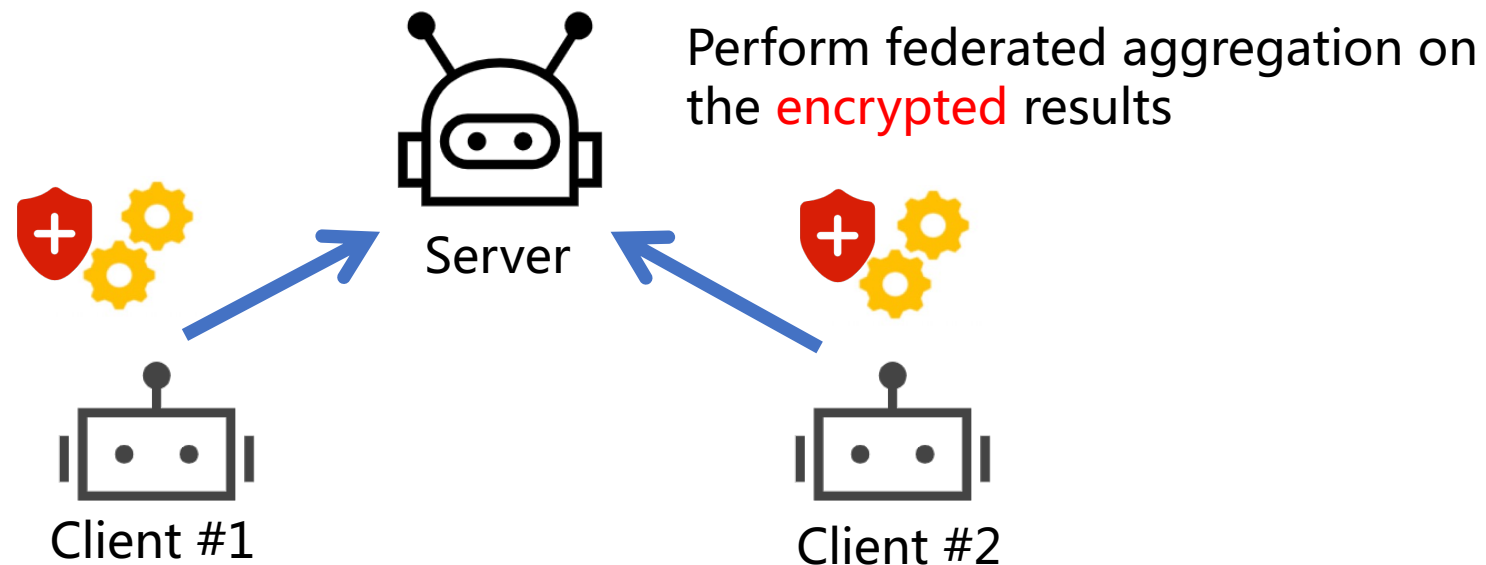 Perform federated aggregation on
the encrypted results
Server
Client #1
Client #2